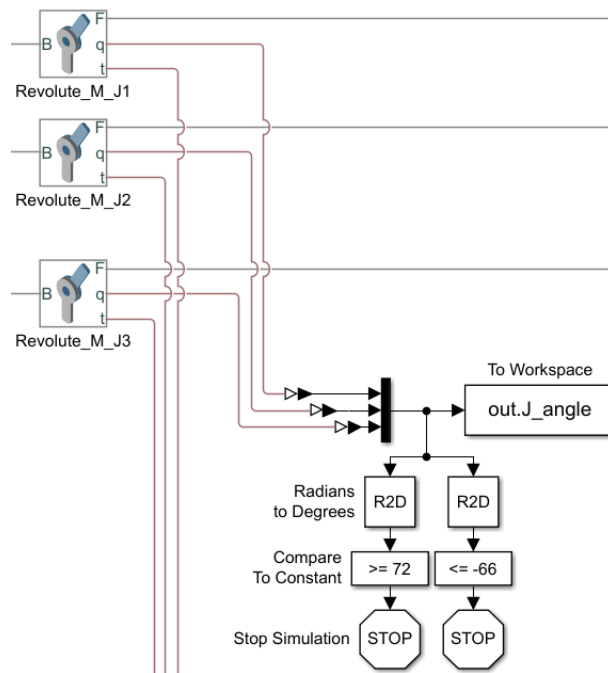 F
B q
t
Revolute_M_J1
F
B q
t
Revolute_M_J2
F
B q
t
Revolute_M_J3
To Workspace
out.J_angle
Radians
to Degrees
R2D
R2D
Compare
To Constant
>= 72
<= -66
Stop Simulation
STOP
STOP